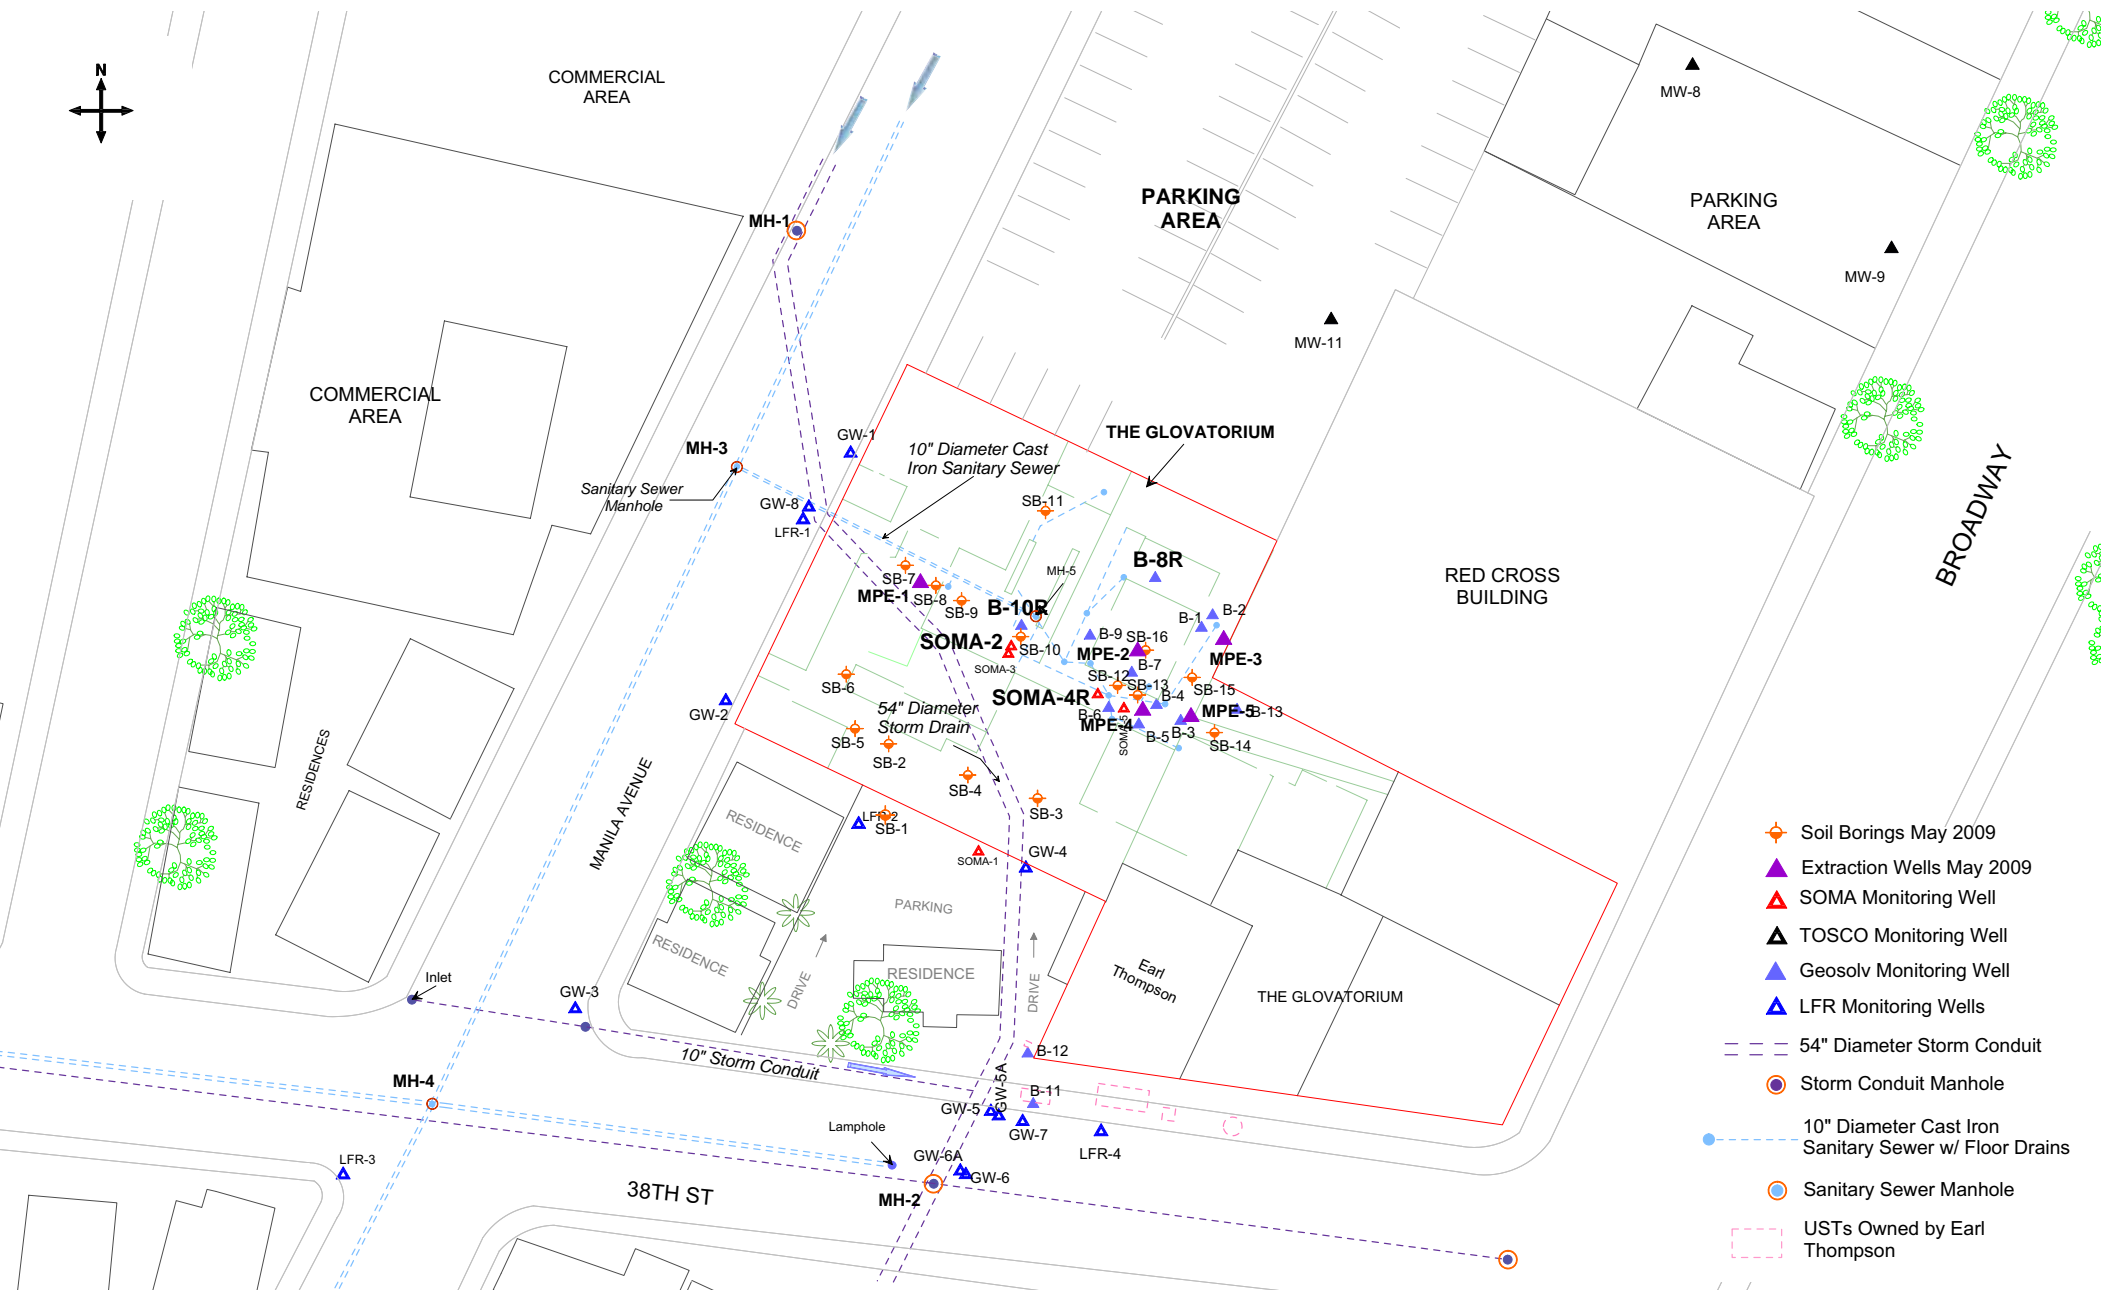 N
COMMERCIAL
AREA
MW-8
PARKING
AREA
PARKING
AREA
MH-1
MW-9
MW-11
COMMERCIAL
AREA
THE GLOVATORIUM
GW-1
10" Diameter Cast
Iron Sanitary Sewer
MH-3
Sanitary Sewer
Manhole
GW-8
LFR-1
SB-11
BROADWAY
RED CROSS
BUILDING
B-8R
MH-5
SB-7
MPE-1
SB-8
SB-9
B-10R
B-1
B-2
SOMA-2
SB-10
SOMA-3
B-9
SB-16
MPE-2
MPE-3
B-7
SB-12
SB-13
SB-15
SB-6
SOMA-4R
B-4
B-6
MPE-4
SOMA-5
MPE-5
B-13
B-5
B-3
SB-14
GW-2
54" Diameter
Storm Drain
SB-5
SB-2
SB-4
SB-3
RESIDENCES
MANILA AVENUE
RESIDENCE
LFR-2
SB-1
SOMA-1
GW-4
PARKING
RESIDENCE
DRIVE
RESIDENCE
DRIVE
Earl
Thompson
THE GLOVATORIUM
Inlet
GW-3
10" Storm Conduit
B-12
GW-5A
B-11
GW-5
GW-7
LFR-4
MH-4
Lamphole
GW-6A
GW-6
LFR-3
MH-2
38TH ST
Soil Borings May 2009
Extraction Wells May 2009
SOMA Monitoring Well
TOSCO Monitoring Well
Geosolv Monitoring Well
LFR Monitoring Wells
54" Diameter Storm Conduit
Storm Conduit Manhole
10" Diameter Cast Iron
Sanitary Sewer w/ Floor Drains
Sanitary Sewer Manhole
USTs Owned by Earl
Thompson